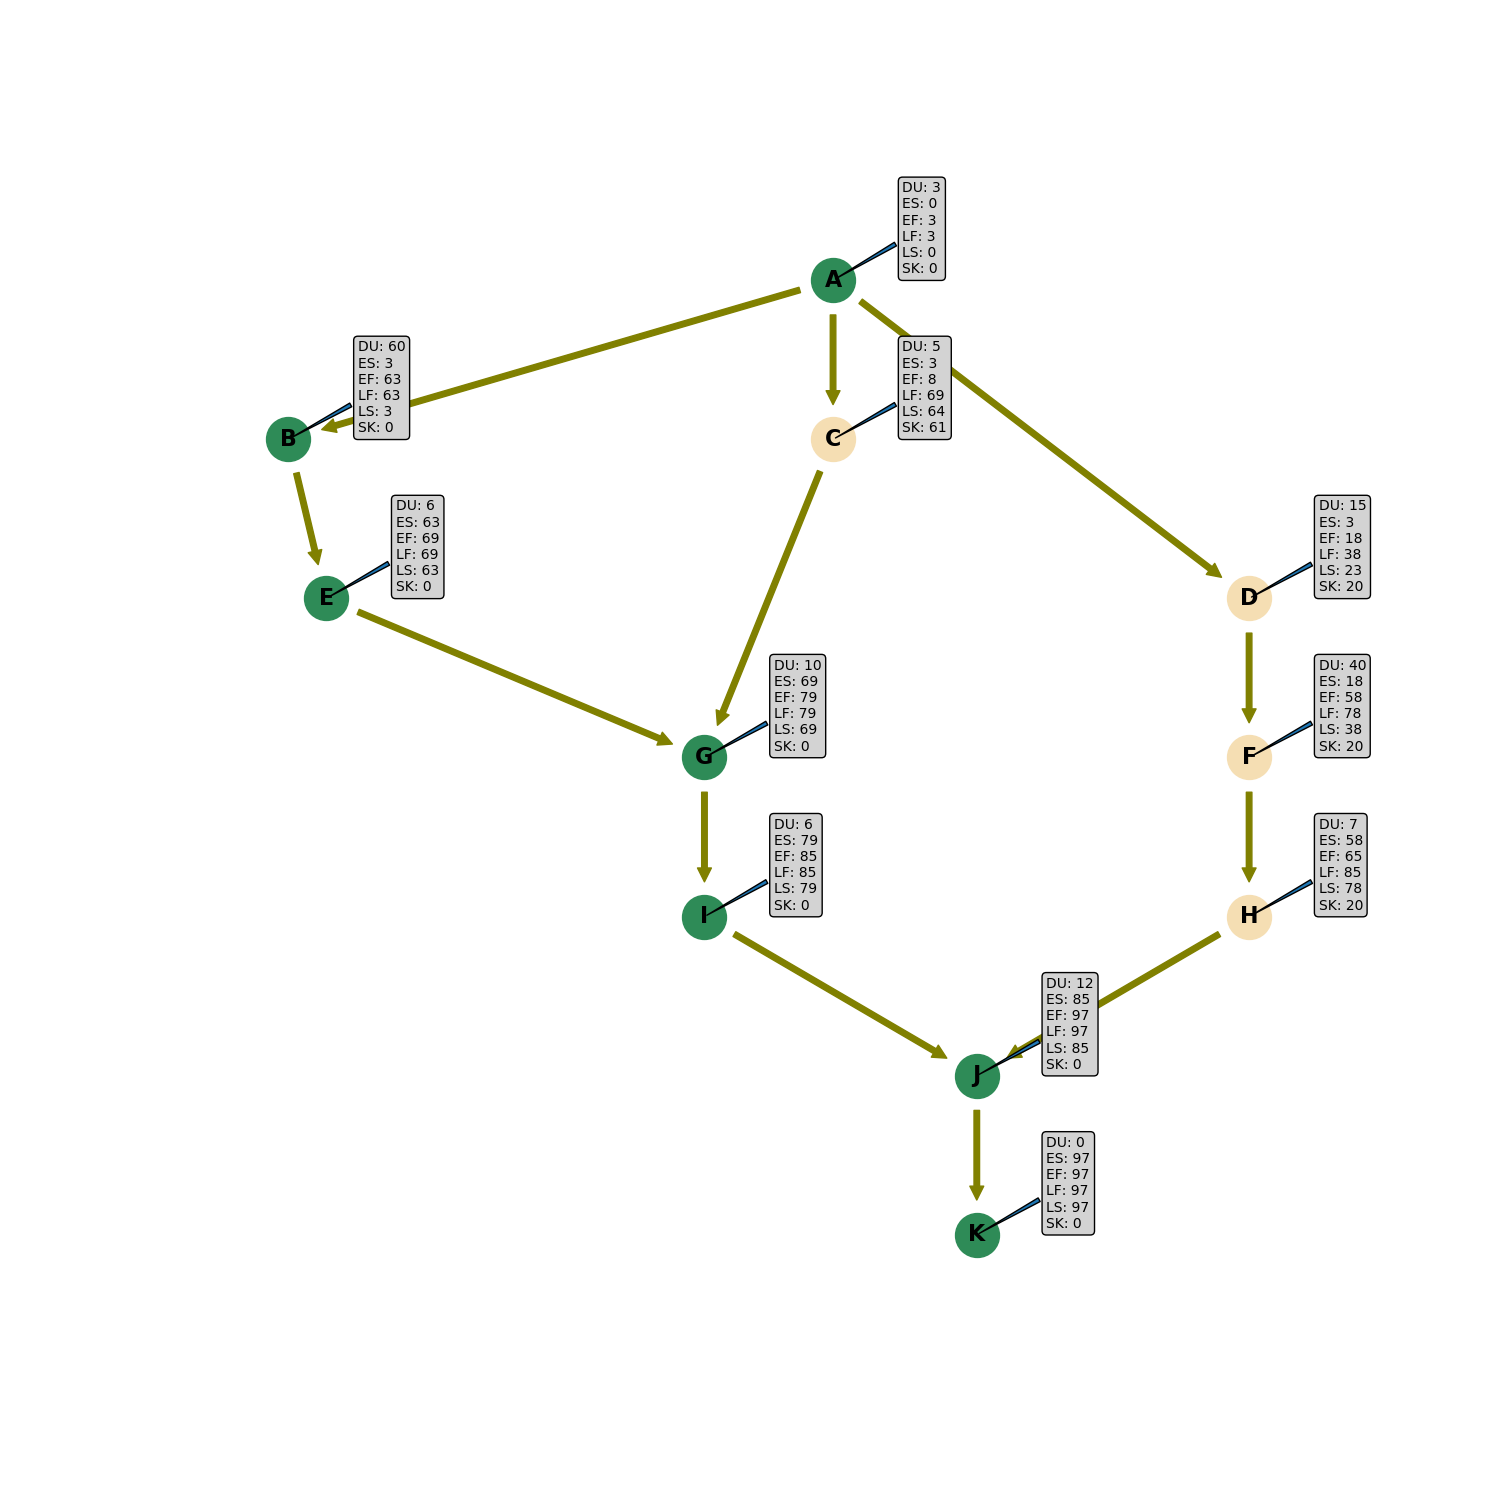 DU: 3
ES: 0
EF: 3
LF: 3
LS: 0
SK: 0
A
DU: 60
ES: 3
EF: 63
LF: 63
LS: 3
SK: 0
B
DU: 5
ES: 3
EF: 8
LF: 69
LS: 64
SK: 61
C
DU: 6
ES: 63
EF: 69
LF: 69
LS: 63
SK: 0
E
DU: 15
ES: 3
EF: 18
LF: 38
LS: 23
SK: 20
D
DU: 10
ES: 69
EF: 79
LF: 79
LS: 69
SK: 0
G
DU: 40
ES: 18
EF: 58
LF: 78
LS: 38
SK: 20
F
DU: 6
ES: 79
EF: 85
LF: 85
LS: 79
SK: 0
I
DU: 7
ES: 58
EF: 65
LF: 85
LS: 78
SK: 20
H
DU: 12
ES: 85
EF: 97
LF: 97
LS: 85
SK: 0
J
DU: 0
ES: 97
EF: 97
LF: 97
LS: 97
SK: 0
K